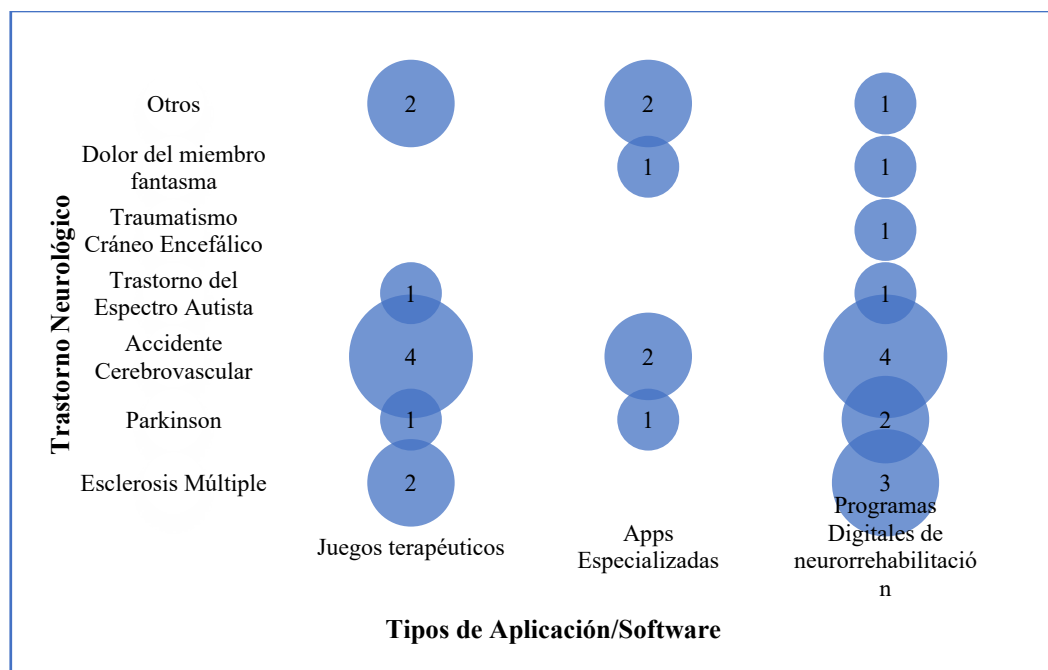 Trastorno Neurológico
Otros
2
2
1
Dolor del miembro
fantasma
1
1
Traumatismo
Cráneo Encefálico
1
Trastorno del
Espectro Autista
1
1
Accidente
Cerebrovascular
4
2
4
Parkinson
1
1
2
Esclerosis Múltiple
2
3
Juegos terapéuticos
Apps
Especializadas
Programas
Digitales de
neurorrehabilitació
n
Tipos de Aplicación/Software